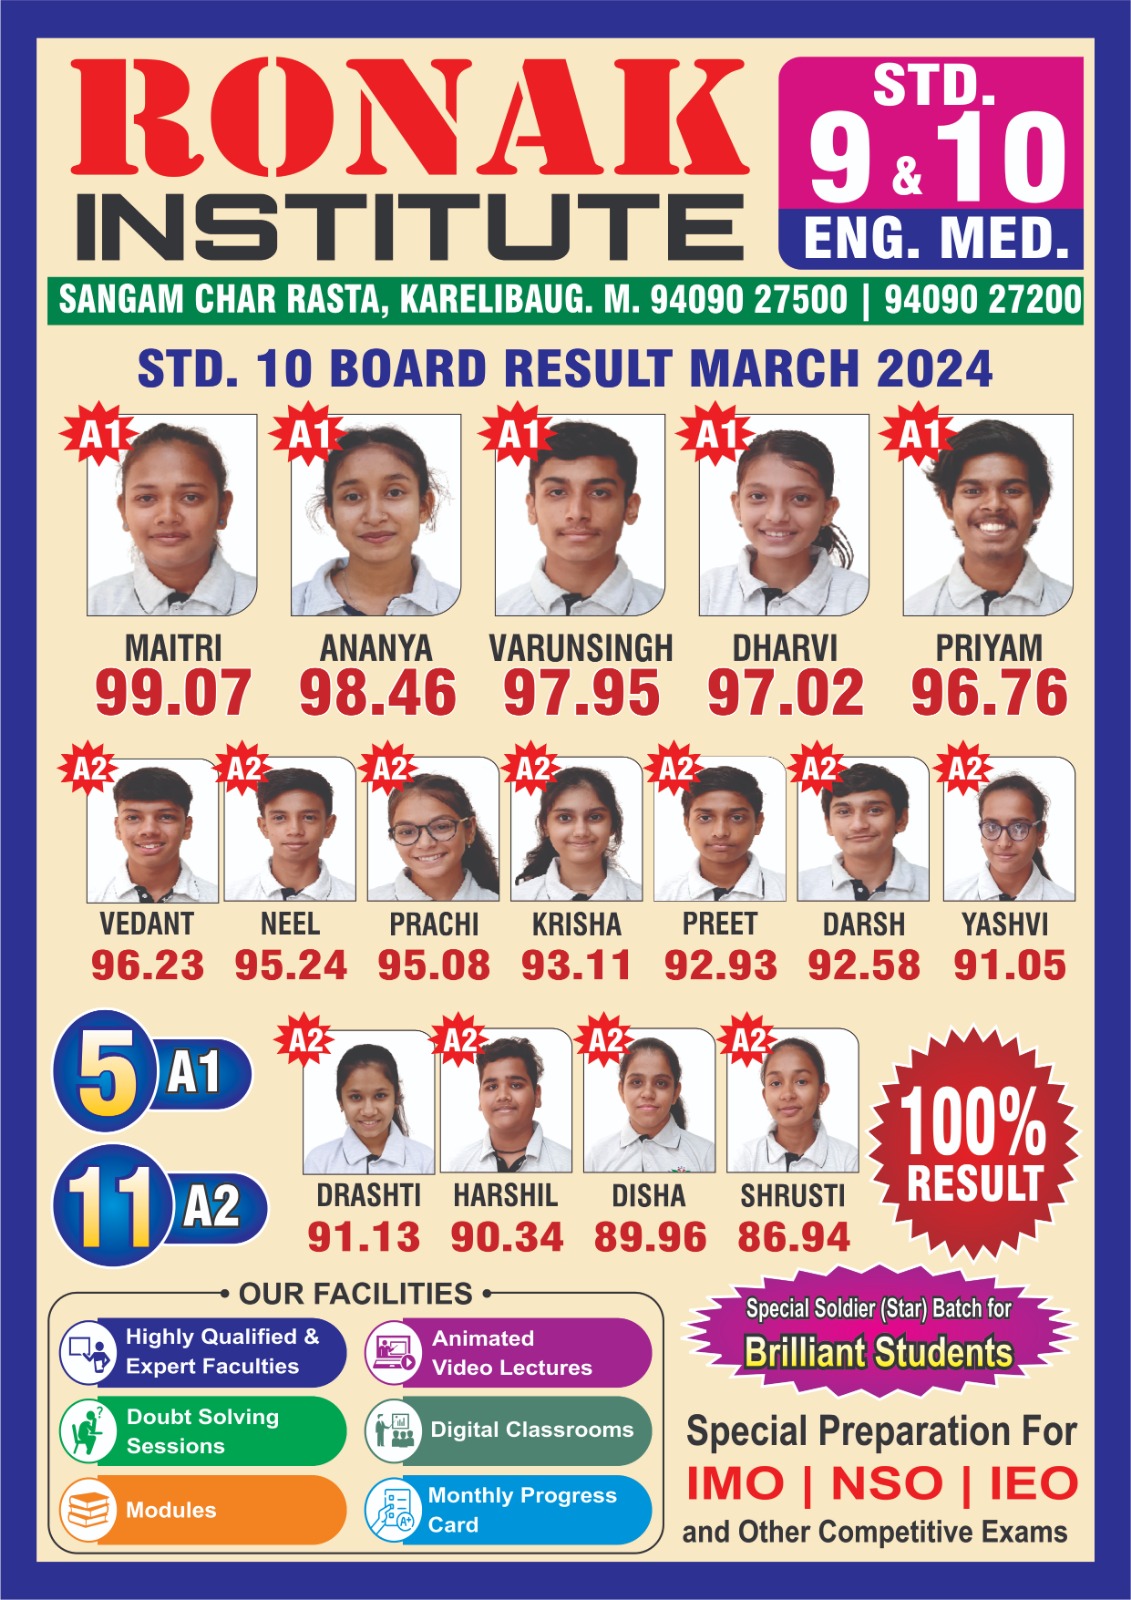 RONAK
INSTITUTE
STD.
9 & 10
ENG. MED.
SANGAM CHAR RASTA, KARELIBAUG. M. 94090 27500 | 94090 27200
STD. 10 BOARD RESULT MARCH 2024
A1 A1 A1 A1 A1
MAITRI ANANYA VARUNSINGH DHARVI PRIYAM
99.07 98.46 97.95 97.02 96.76
A2 A2 A2 A2 A2 A2 A2
VEDANT NEEL PRACHI KRISHA PREET DARSH YASHVI
96.23 95.24 95.08 93.11 92.93 92.58 91.05
5 A1
11 A2
A2 A2 A2 A2
DRASHTI HARSHIL DISHA SHRUSTI
91.13 90.34 89.96 86.94
100%
RESULT
OUR FACILITIES
Highly Qualified &
Expert Faculties
Animated
Video Lectures
Doubt Solving
Sessions
Digital Classrooms
Modules
Monthly Progress
Card
A+
Special Soldier (Star) Batch for
Brilliant Students
Special Preparation For
IMO | NSO | IEO
and Other Competitive Exams